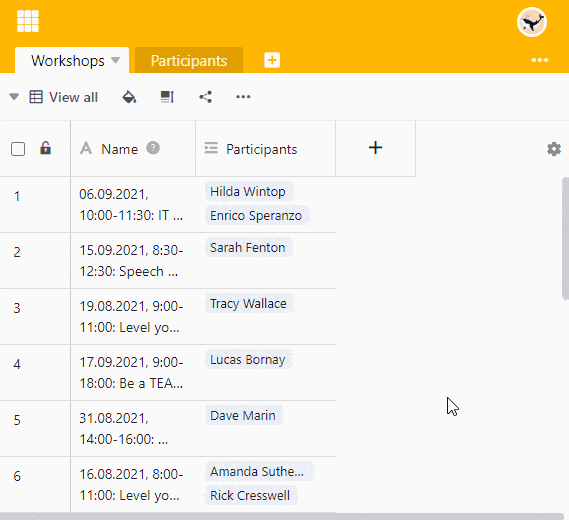 Workshops
Participants
View all
Name
Participants
1
06.09.2021,
10:00-11:30: IT ...
Hilda Wintop
Enrico Speranzo
2
15.09.2021, 8:30-
12:30: Speech ...
Sarah Fenton
3
19.08.2021, 9:00-
11:00: Level yo...
Tracy Wallace
4
17.09.2021, 9:00-
18:00: Be a TEA...
Lucas Bornay
5
31.08.2021,
14:00-16:00: ...
Dave Marin
6
16.08.2021, 8:00-
11:00: Level yo...
Amanda Suthe...
Rick Cresswell